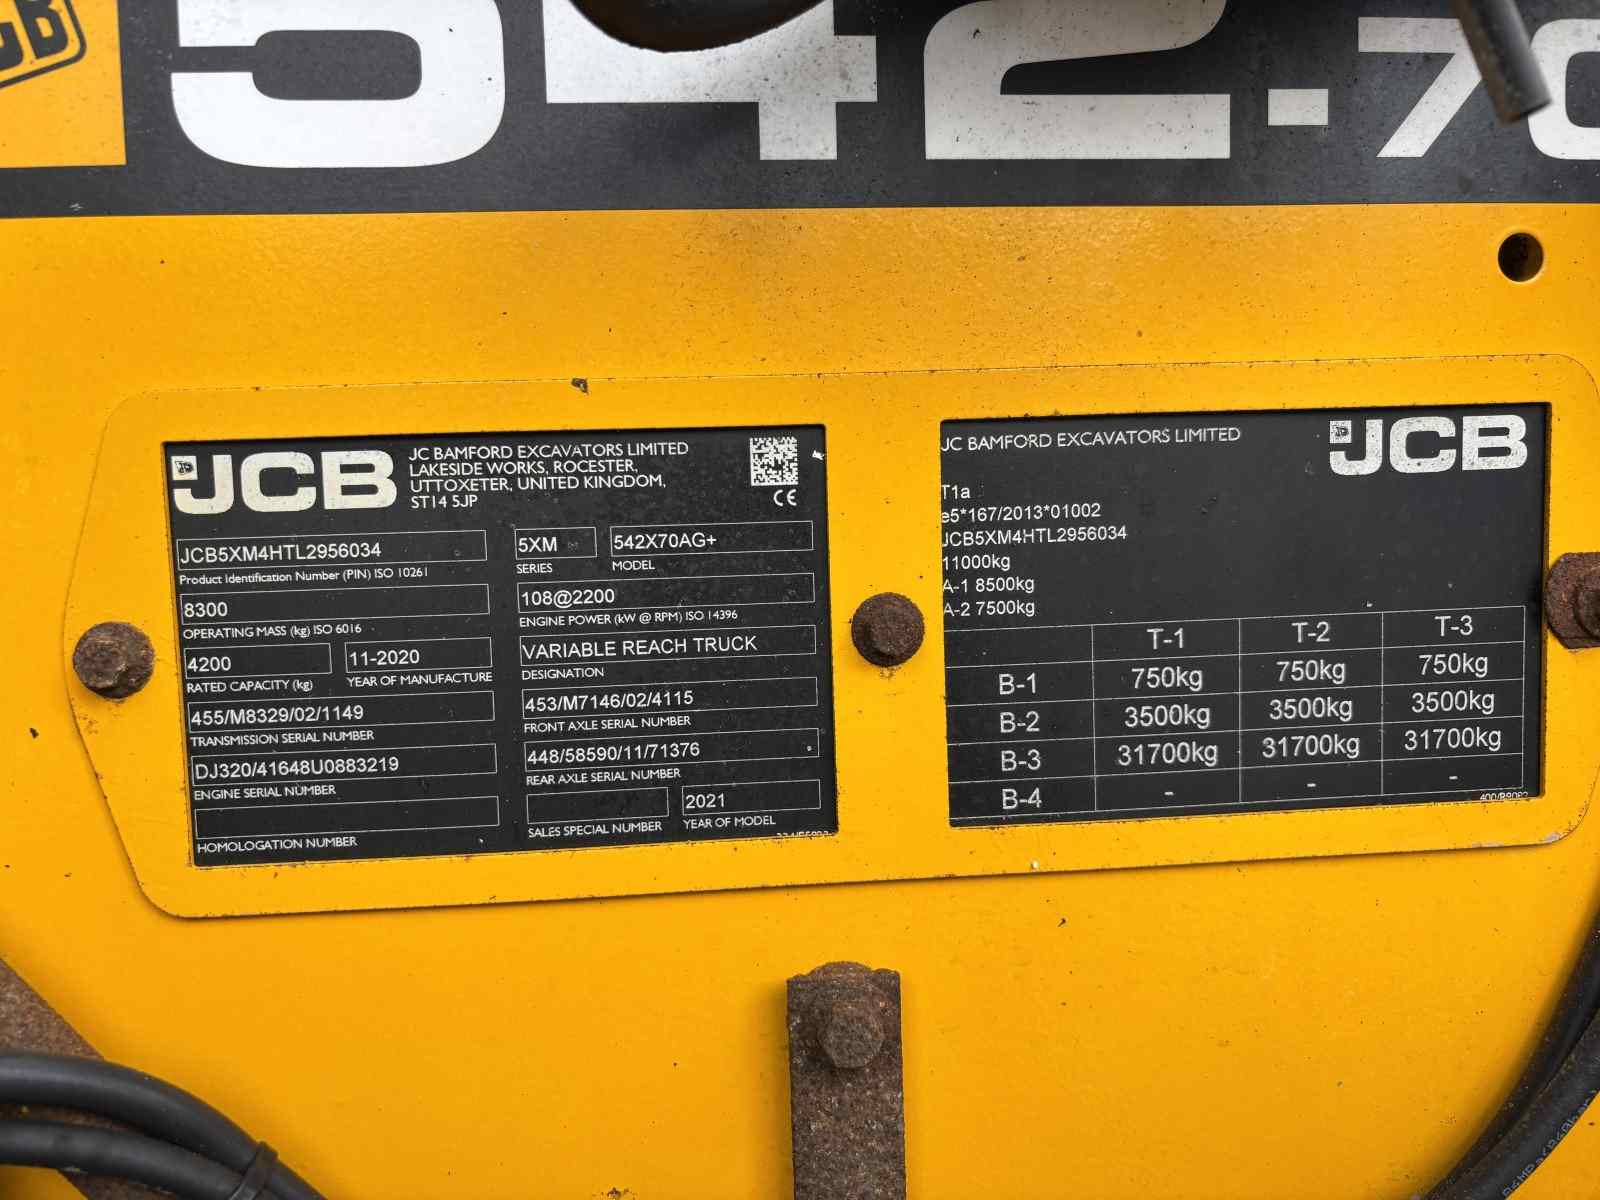 JCB
542-70
JCB
JC BAMFORD EXCAVATORS LIMITED
LAKESIDE WORKS, ROCESTER,
UTTOXETER, UNITED KINGDOM,
ST14 5JP
CE
JCB5XM4HTL2956034
Product Identification Number (PIN) ISO 10261
5XM
SERIES
542X70AG+
MODEL
8300
OPERATING MASS (kg) ISO 6016
108@2200
ENGINE POWER (kW @ RPM) ISO 14396
4200
RATED CAPACITY (kg)
11-2020
YEAR OF MANUFACTURE
VARIABLE REACH TRUCK
DESIGNATION
455/M8329/02/1149
TRANSMISSION SERIAL NUMBER
453/M7146/02/4115
FRONT AXLE SERIAL NUMBER
DJ320/41648U0883219
ENGINE SERIAL NUMBER
448/58590/11/71376
REAR AXLE SERIAL NUMBER
HOMOLOGATION NUMBER
SALES SPECIAL NUMBER
2021
YEAR OF MODEL
JC BAMFORD EXCAVATORS LIMITED
JCB
T1a
e5*167/2013*01002
JCB5XM4HTL2956034
11000kg
A-1 8500kg
A-2 7500kg
T-1 T-2 T-3
B-1 750kg 750kg 750kg
B-2 3500kg 3500kg 3500kg
B-3 31700kg 31700kg 31700kg
B-4 - - -